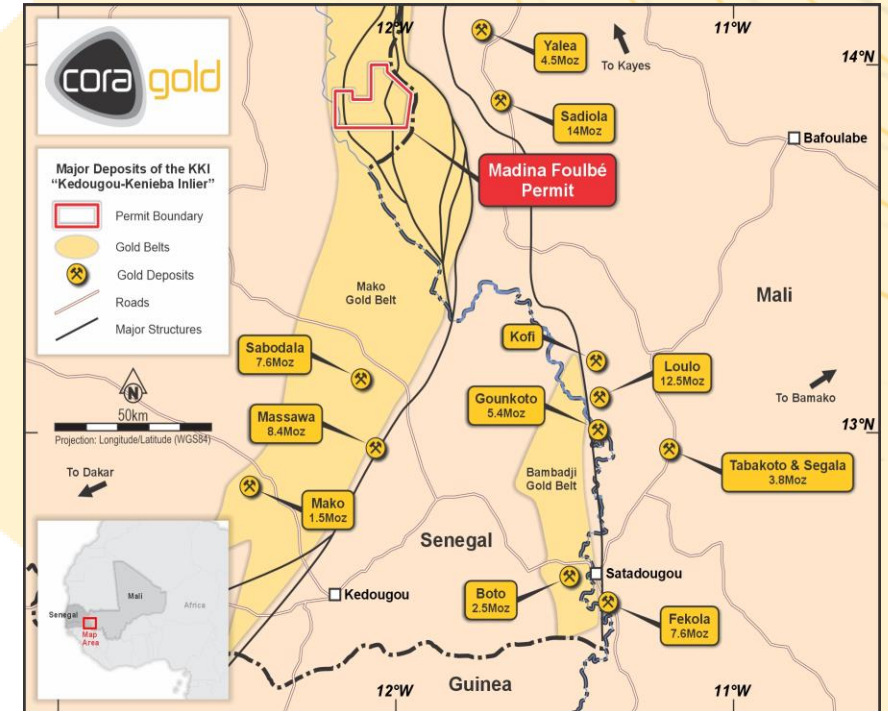 cora gold
Major Deposits of the KKI
“Kedougou-Kenieba Inlier”
Permit Boundary
Gold Belts
Gold Deposits
Roads
Major Structures
N
50km
Projection: Longitude/Latitude (WGS84)
To Dakar
Senegal
Mali
Africa
Map
Area
12°W
11°W
14°N
Yalea
4.5Moz
To Kayes
Sadiola
14Moz
Bafoulabe
Madina Foulbé
Permit
Mako
Gold Belt
Mali
Kofi
Sabodala
7.6Moz
Loulo
12.5Moz
To Bamako
Gounkoto
5.4Moz
Massawa
8.4Moz
13°N
Bambadji
Gold Belt
Tabakoto & Segala
3.8Moz
Mako
1.5Moz
Senegal
Kedougou
Boto
2.5Moz
Satadougou
Fekola
7.6Moz
Guinea
12°W
11°W